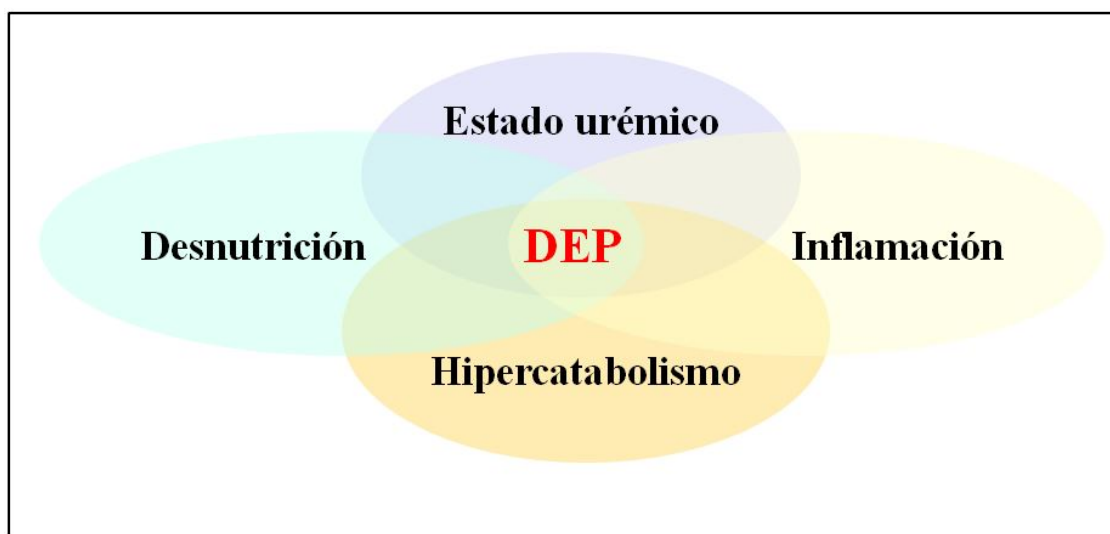 Estado urémico
Desnutrición
DEP
Inflamación
Hipercatabolismo